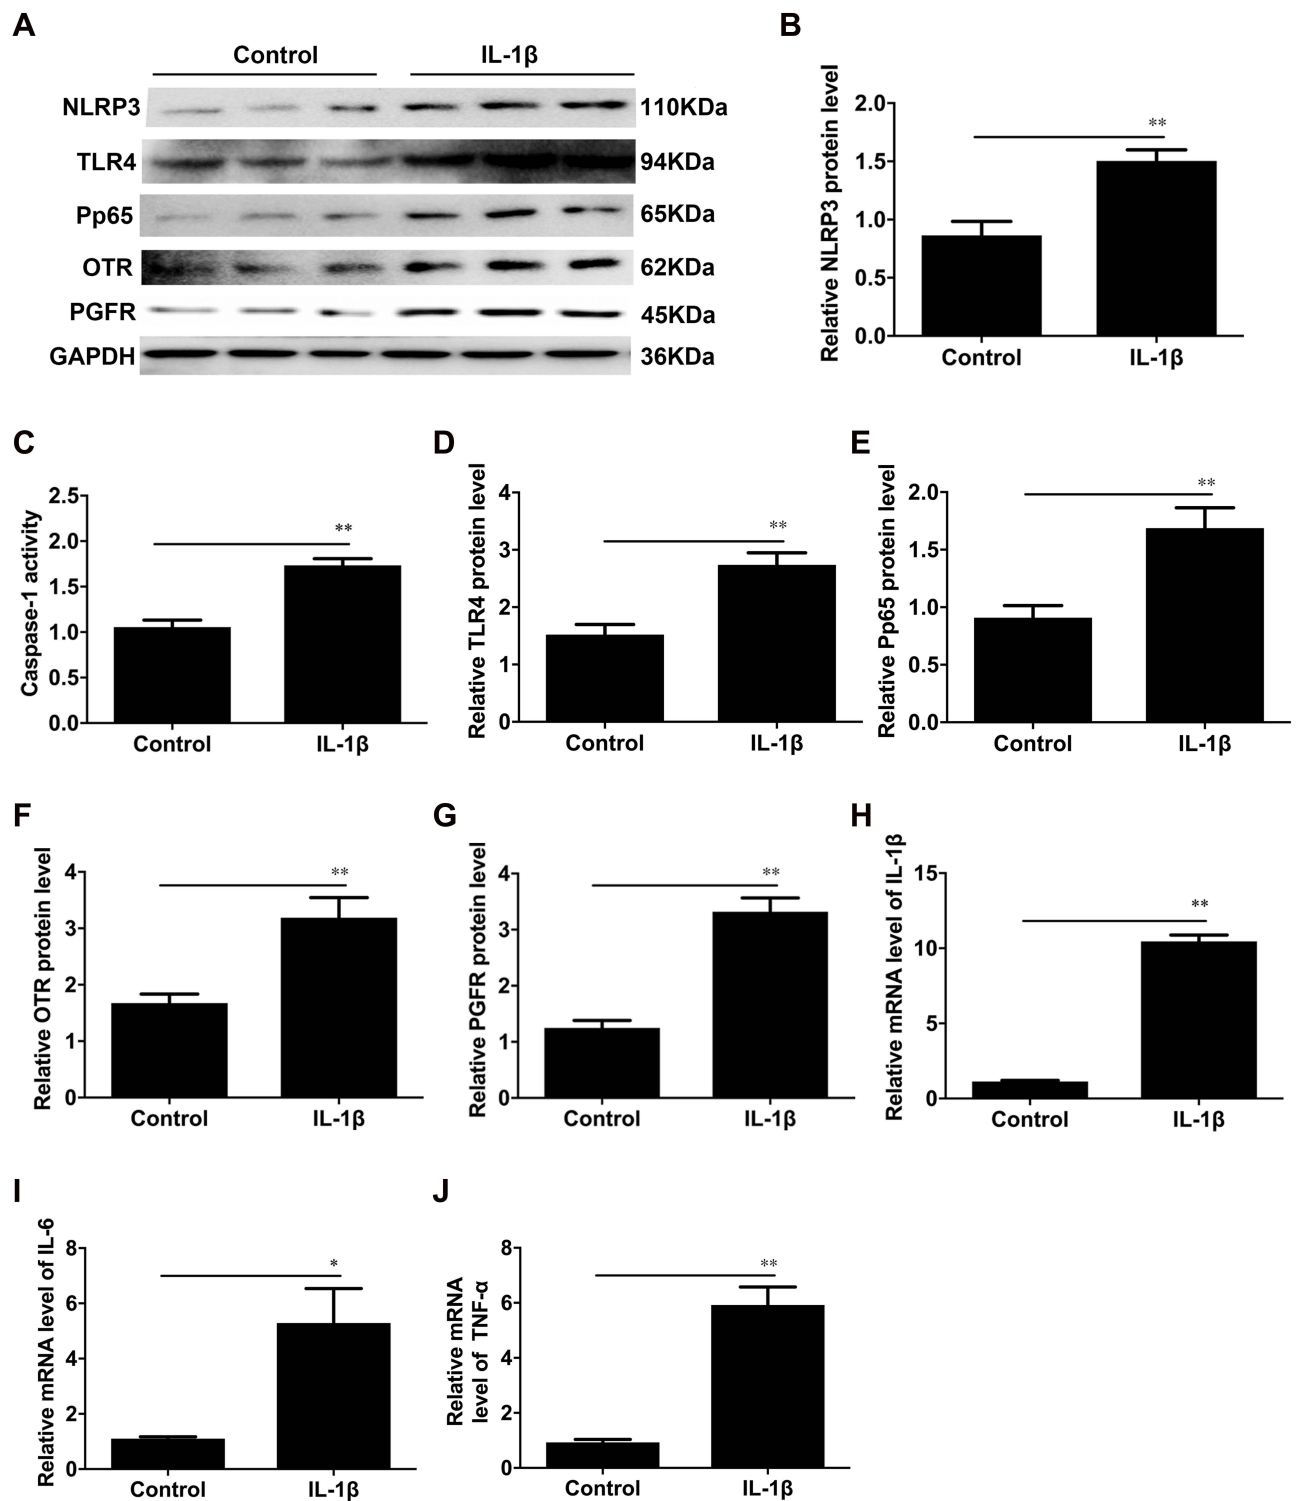 A
Control IL-1β
NLRP3 110KDa
TLR4 94KDa
Pp65 65KDa
OTR 62KDa
PGFR 45KDa
GAPDH 36KDa
B
Relative NLRP3 protein level
2.0
1.5
1.0
0.5
0.0
**
Control IL-1β
C
Caspase-1 activity
2.5
2.0
1.5
1.0
0.5
0.0
**
Control IL-1β
D
Relative TLR4 protein level
4
3
2
1
0
**
Control IL-1β
E
Relative Pp65 protein level
2.0
1.5
1.0
0.5
0.0
**
Control IL-1β
F
Relative OTR protein level
4
3
2
1
0
**
Control IL-1β
G
Relative PGFR protein level
4
3
2
1
0
**
Control IL-1β
H
Relative mRNA level of IL-1β
15
10
5
0
**
Control IL-1β
I
Relative mRNA level of IL-6
8
6
4
2
0
*
Control IL-1β
J
Relative mRNA
level of TNF-α
8
6
4
2
0
**
Control IL-1β